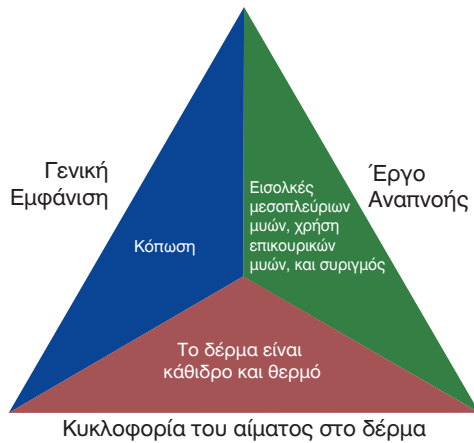 Γενική
Εμφάνιση
Έργο
Αναπνοής
Κόπωση
Εισολκές
μεσοπλεύριων
μυών, χρήση
επικουρικών
μυών, και συριγμός
Το δέρμα είναι
κάθιδρο και θερμό
Κυκλοφορία του αίματος στο δέρμα